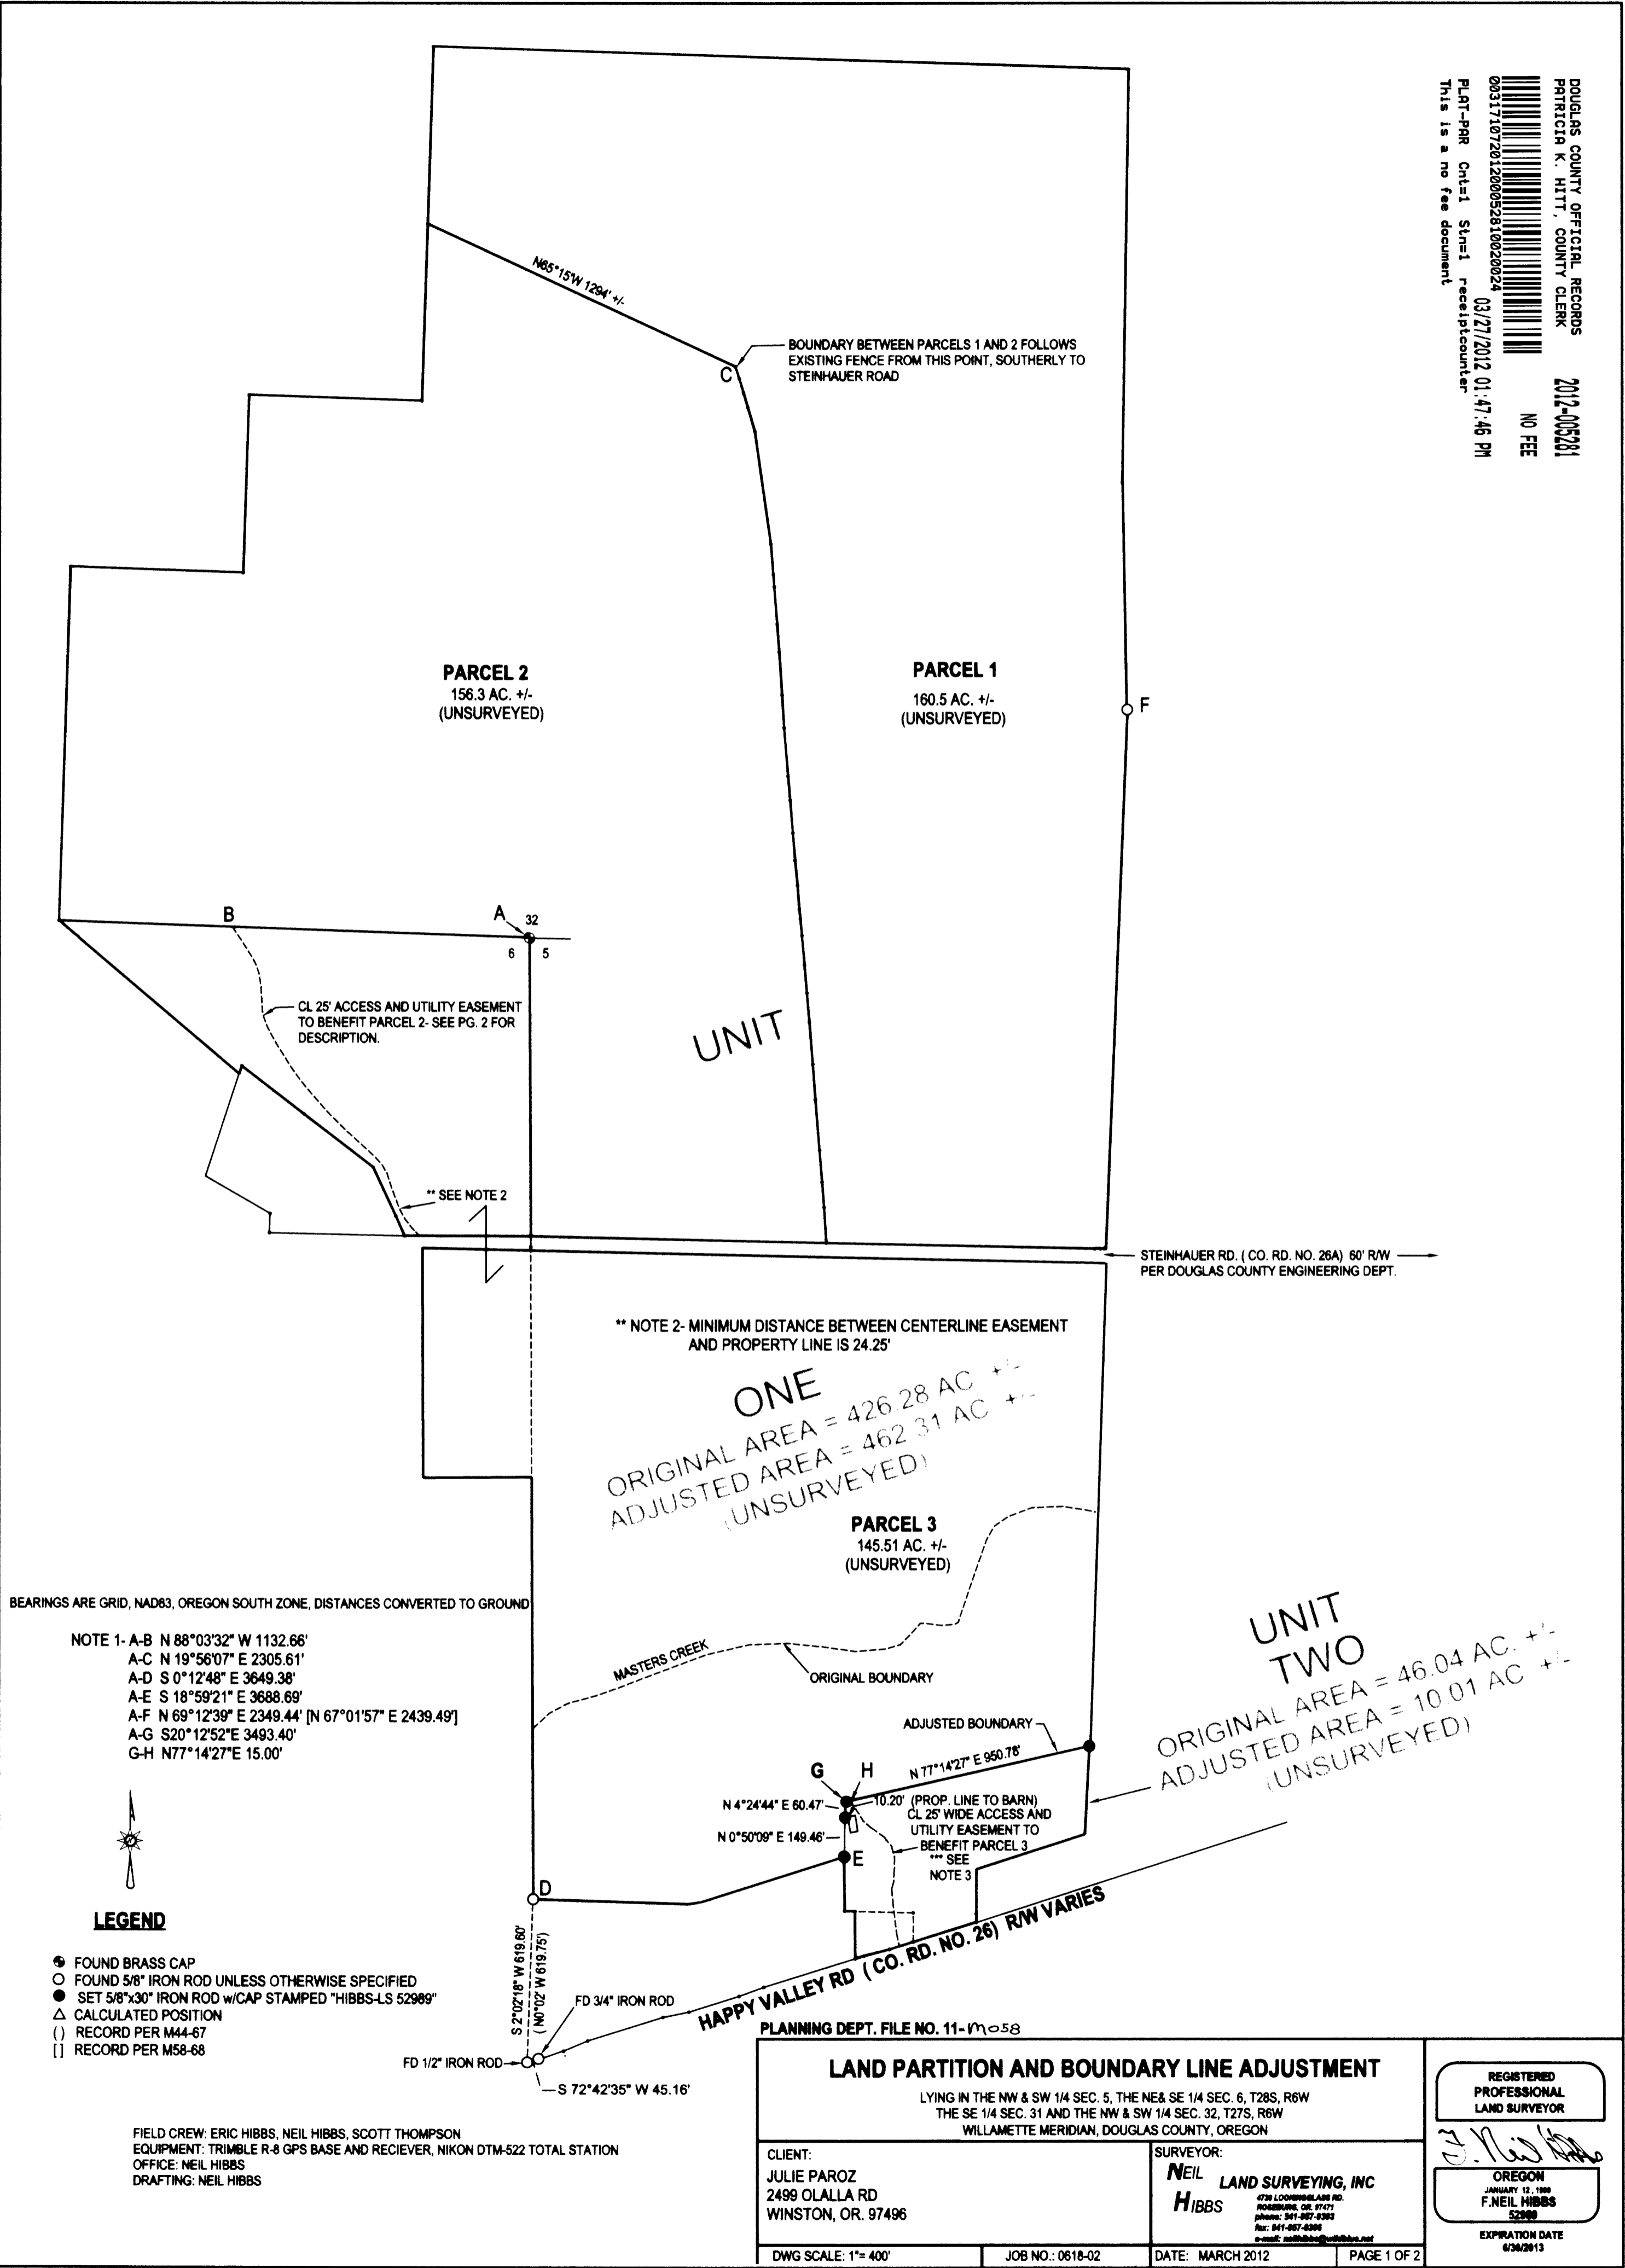 DOUGLAS COUNTY OFFICIAL RECORDS
PATRICIA K. HITT, COUNTY CLERK
2012-005281
NO FEE
00317107201200052810020024
03/27/2012 01:47:46 PM
PLAT-PAR Cnt=1 Stn=1 receiptcounter
This is a no fee document
N65°15'W 1294' +/-
BOUNDARY BETWEEN PARCELS 1 AND 2 FOLLOWS
EXISTING FENCE FROM THIS POINT, SOUTHERLY TO
STEINHAUER ROAD
C
PARCEL 2
156.3 AC. +/-
(UNSURVEYED)
PARCEL 1
160.5 AC. +/-
(UNSURVEYED)
F
B
A
32
6
5
CL 25' ACCESS AND UTILITY EASEMENT
TO BENEFIT PARCEL 2- SEE PG. 2 FOR
DESCRIPTION.
UNIT
** SEE NOTE 2
STEINHAUER RD. ( CO. RD. NO. 26A) 60' R/W
PER DOUGLAS COUNTY ENGINEERING DEPT.
** NOTE 2- MINIMUM DISTANCE BETWEEN CENTERLINE EASEMENT
AND PROPERTY LINE IS 24.25'
ONE
ORIGINAL AREA = 426.28 AC +/-
ADJUSTED AREA = 462.31 AC +/-
(UNSURVEYED)
PARCEL 3
145.51 AC. +/-
(UNSURVEYED)
BEARINGS ARE GRID, NAD83, OREGON SOUTH ZONE, DISTANCES CONVERTED TO GROUND
NOTE 1- A-B N 88°03'32" W 1132.66'
A-C N 19°56'07" E 2305.61'
A-D S 0°12'48" E 3649.38'
A-E S 18°59'21" E 3688.69'
A-F N 69°12'39" E 2349.44' [N 67°01'57" E 2439.49']
A-G S20°12'52"E 3493.40'
G-H N77°14'27"E 15.00'
MASTERS CREEK
ORIGINAL BOUNDARY
UNIT
TWO
ORIGINAL AREA = 46.04 AC. +/-
ADJUSTED AREA = 10.01 AC +/-
(UNSURVEYED)
ADJUSTED BOUNDARY
N 77°14'27" E 950.78'
G
H
N 4°24'44" E 60.47'
10.20' (PROP. LINE TO BARN)
CL 25' WIDE ACCESS AND
UTILITY EASEMENT TO
BENEFIT PARCEL 3
*** SEE
NOTE 3
N 0°50'09" E 149.46'
E
D
S 2°02'18" W 619.60'
( N0°02' W 619.75')
FD 3/4" IRON ROD
FD 1/2" IRON ROD
S 72°42'35" W 45.16'
HAPPY VALLEY RD ( CO. RD. NO. 26) R/W VARIES
LEGEND
FOUND BRASS CAP
FOUND 5/8" IRON ROD UNLESS OTHERWISE SPECIFIED
SET 5/8"x30" IRON ROD w/CAP STAMPED "HIBBS-LS 52989"
CALCULATED POSITION
( ) RECORD PER M44-67
[ ] RECORD PER M58-68
FIELD CREW: ERIC HIBBS, NEIL HIBBS, SCOTT THOMPSON
EQUIPMENT: TRIMBLE R-8 GPS BASE AND RECIEVER, NIKON DTM-522 TOTAL STATION
OFFICE: NEIL HIBBS
DRAFTING: NEIL HIBBS
PLANNING DEPT. FILE NO. 11-M058
LAND PARTITION AND BOUNDARY LINE ADJUSTMENT
LYING IN THE NW & SW 1/4 SEC. 5, THE NE& SE 1/4 SEC. 6, T28S, R6W
THE SE 1/4 SEC. 31 AND THE NW & SW 1/4 SEC. 32, T27S, R6W
WILLAMETTE MERIDIAN, DOUGLAS COUNTY, OREGON
CLIENT:
JULIE PAROZ
2499 OLALLA RD
WINSTON, OR. 97496
SURVEYOR:
NEIL
HIBBS
LAND SURVEYING, INC
4739 LOOKINGGLASS RD.
ROSEBURG, OR. 97471
phone:
fax:
e-mail:
DWG SCALE: 1"= 400'
JOB NO.: 0618-02
DATE: MARCH 2012
PAGE 1 OF 2
REGISTERED
PROFESSIONAL
LAND SURVEYOR
F. Neil Hibbs
OREGON
JANUARY 12,
F.NEIL HIBBS
52989
EXPIRATION DATE
6/30/2013